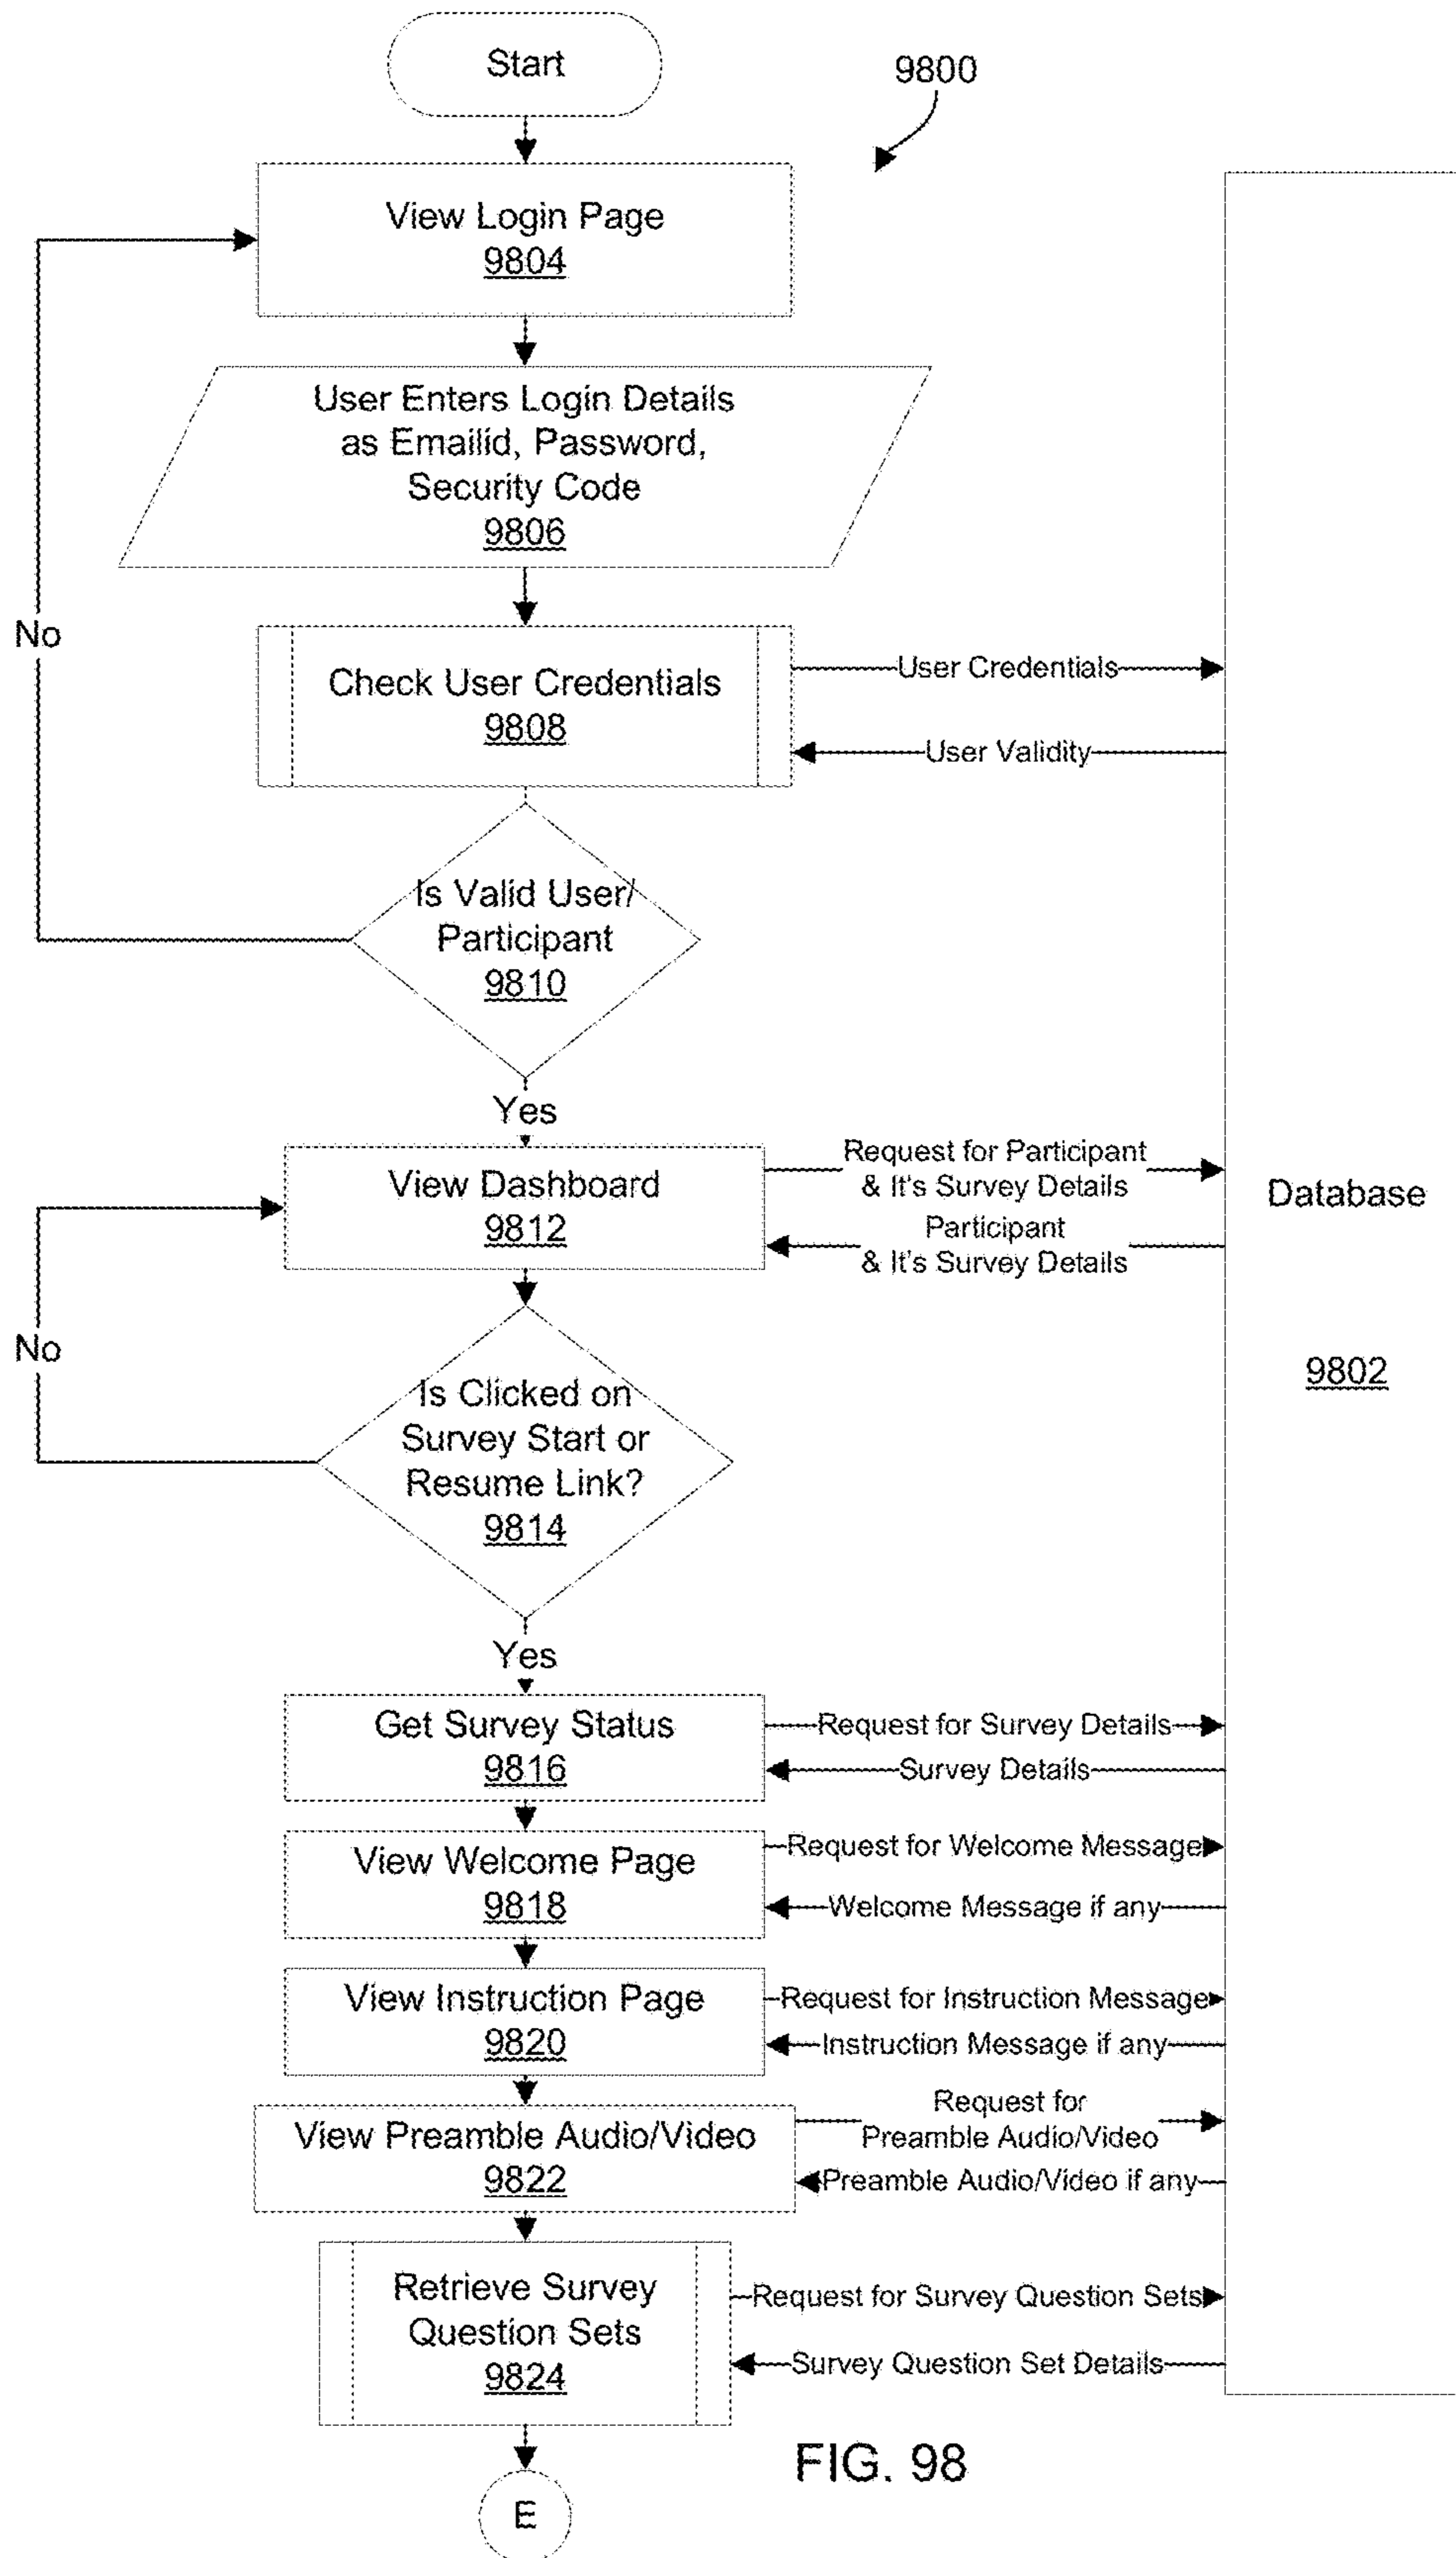 Start
9800
View Login Page
9804
User Enters Login Details
as Emailid, Password,
Security Code
9806
No
Check User Credentials
9808
User Credentials
User Validity
Is Valid User/
Participant
9810
Yes
View Dashboard
9812
Request for Participant
& It's Survey Details
Participant
& It's Survey Details
Database
9802
No
Is Clicked on
Survey Start or
Resume Link?
9814
Yes
Get Survey Status
9816
Request for Survey Details
Survey Details
View Welcome Page
9818
Request for Welcome Message
Welcome Message if any
View Instruction Page
9820
Request for Instruction Message
Instruction Message if any
View Preamble Audio/Video
9822
Request for
Preamble Audio/Video
Preamble Audio/Video if any
Retrieve Survey
Question Sets
9824
Request for Survey Question Sets
Survey Question Set Details
FIG. 98
E